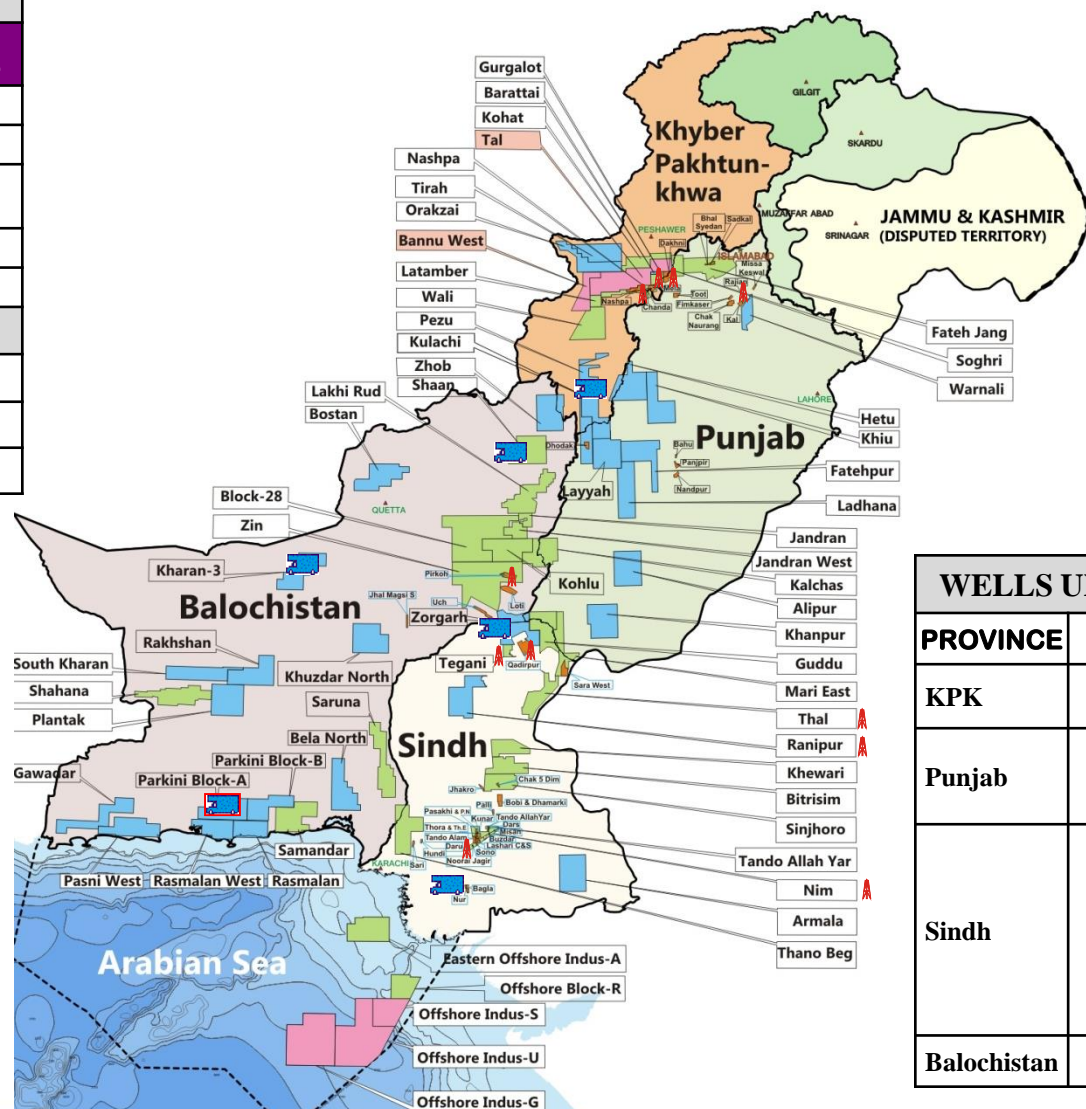 Gurgalot
Barattai
Kohat
Tal
Nashpa
Tirah
Orakzai
Bannu West
Latamber
Wali
Pezu
Kulachi
Zhob
Shaan
Lakhi Rud
Bostan
Block-28
Zin
Kharan-3
Rakhshan
South Kharan
Shahana
Plantak
Gawadar
Parkini Block-A
Parkini Block-B
Bela North
Saruna
Khuzdar North
Samandar
Pasni West
Rasmalan West
Rasmalan
Khyber
Pakhtun-
khwa
GILGIT
SKARDU
MUZAFFAR ABAD
SRINAGAR
JAMMU & KASHMIR
(DISPUTED TERRITORY)
PESHAWER
Bhal
Syedan
Sadkal
Dakhni
ISLAMABAD
Missa
Keswal
Rajian
Nashpa
Mela
Chanda
Toot
Fimkaser
Chak
Naurang
Kal
Fateh Jang
Soghri
Warnali
LAHORE
Hetu
Khiu
Punjab
Dhodak
Bahu
Panjpir
Nandpur
Fatehpur
Layyah
Ladhana
QUETTA
Jandran
Jandran West
Kalchas
Alipur
Khanpur
Guddu
Mari East
Thal
Ranipur
Khewari
Bitrisim
Sinjhoro
Tando Allah Yar
Nim
Armala
Thano Beg
Balochistan
Pirkoh
Kohlu
Jhal Magsi S
Uch
Loti
Zorgarh
Tegani
Qadirpur
Sara West
Sindh
Chak 5 Dim
Jhakro
Bobi & Dhamarki
Pasakhi & P.N
Palli
Kunar
Tando AllahYar
Dars
Thora & Th.E
Misan
Tando Alam
Buzdar
Daru
Lashari C&S
Hundi
Sono
Noorai Jagir
KARACHI
Sari
Bagla
Nur
Arabian Sea
Eastern Offshore Indus-A
Offshore Block-R
Offshore Indus-S
Offshore Indus-U
Offshore Indus-G
WELLS
PROVINCE
KPK
Punjab
Sindh
Balochistan